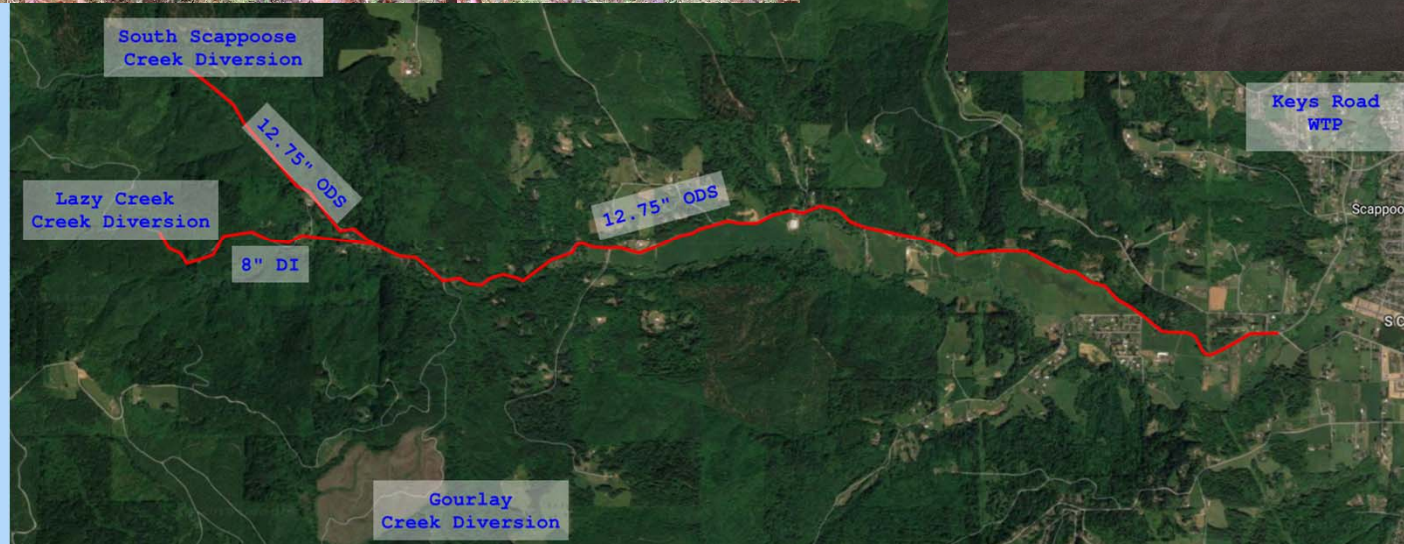 South Scappoose
Creek Diversion
Keys Road
WTP
12.75" ODS
Lazy Creek
Creek Diversion
12.75" ODS
Scappoo
8" DI
S C
Gourlay
Creek Diversion